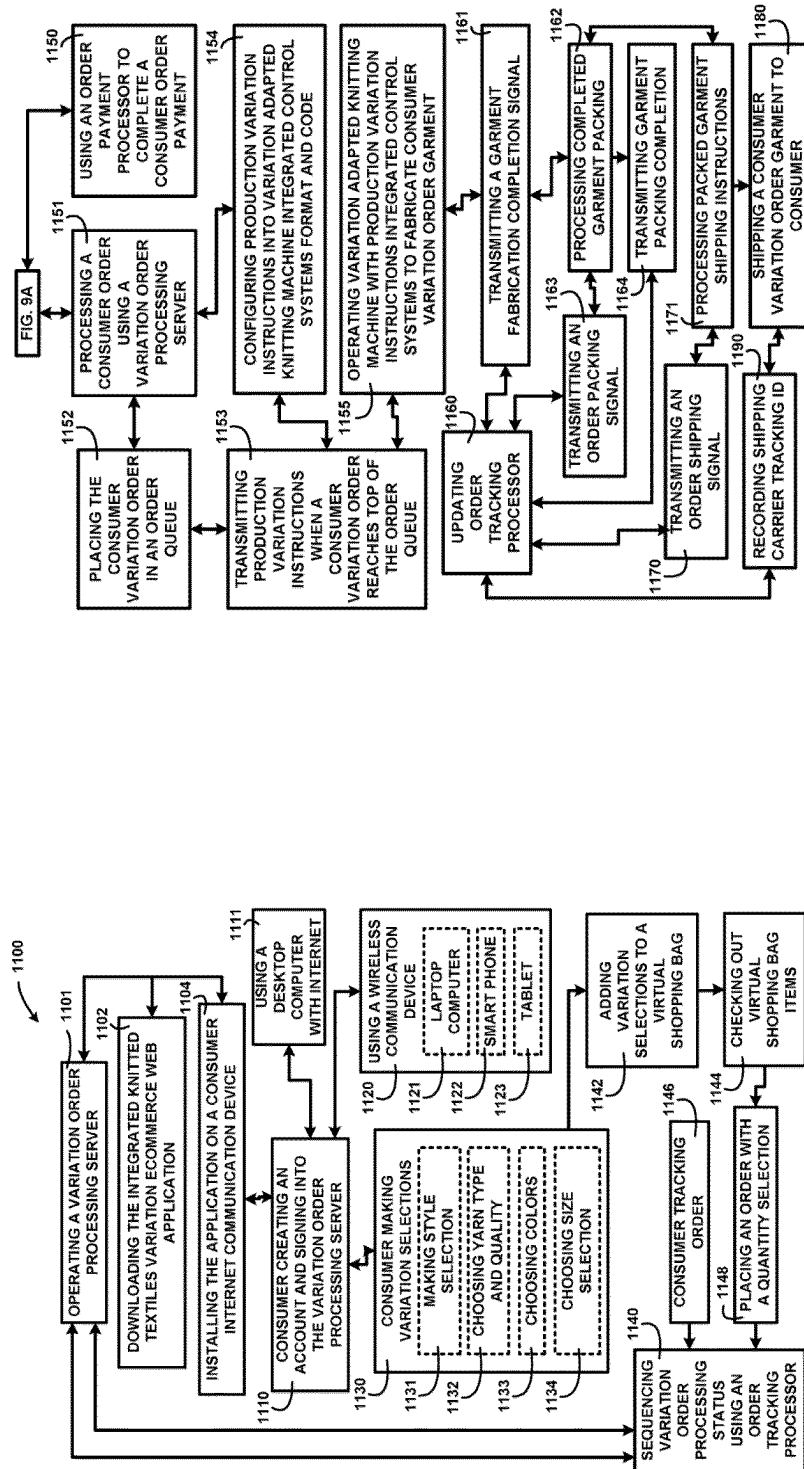 1100
1101
OPERATING A VARIATION ORDER
PROCESSING SERVER
1102
DOWNLOADING THE INTEGRATED KNITTED
TEXTILES VARIATION ECOMMERCE WEB
APPLICATION
1104
INSTALLING THE APPLICATION ON A CONSUMER
INTERNET COMMUNICATION DEVICE
1110
CONSUMER CREATING AN
ACCOUNT AND SIGNING INTO
THE VARIATION ORDER
PROCESSING SERVER
1111
USING A
DESKTOP
COMPUTER
WITH INTERNET
1120
USING A WIRELESS
COMMUNICATION
DEVICE
1121
LAPTOP
COMPUTER
1122
SMART PHONE
1123
TABLET
1130
CONSUMER MAKING
VARIATION SELECTIONS
1131
MAKING STYLE
SELECTION
1132
CHOOSING YARN TYPE
AND QUALITY
1133
CHOOSING COLORS
1134
CHOOSING SIZE
SELECTION
1142
ADDING
VARIATION
SELECTIONS TO A
VIRTUAL
SHOPPING BAG
1144
CHECKING OUT
VIRTUAL
SHOPPING BAG
ITEMS
1146
CONSUMER TRACKING
ORDER
1148
PLACING AN ORDER WITH
A QUANTITY SELECTION
1140
SEQUENCING
VARIATION
ORDER
PROCESSING
STATUS
USING AN
ORDER
TRACKING
PROCESSOR
FIG. 9A
1150
USING AN ORDER
PAYMENT
PROCESSOR TO
COMPLETE A
CONSUMER ORDER
PAYMENT
1151
PROCESSING A
CONSUMER ORDER
USING A
VARIATION ORDER
PROCESSING
SERVER
1152
PLACING THE
CONSUMER
VARIATION ORDER
IN AN ORDER
QUEUE
1153
TRANSMITTING
PRODUCTION
VARIATION
INSTRUCTIONS
WHEN A
CONSUMER
VARIATION ORDER
REACHES TOP OF
THE ORDER
QUEUE
1154
CONFIGURING PRODUCTION VARIATION
INSTRUCTIONS INTO VARIATION ADAPTED
KNITTING MACHINE INTEGRATED CONTROL
SYSTEMS FORMAT AND CODE
1155
OPERATING VARIATION ADAPTED KNITTING
MACHINE WITH PRODUCTION VARIATION
INSTRUCTIONS INTEGRATED CONTROL
SYSTEMS TO FABRICATE CONSUMER
VARIATION ORDER GARMENT
1160
UPDATING
ORDER
TRACKING
PROCESSOR
1161
TRANSMITTING A GARMENT
FABRICATION COMPLETION SIGNAL
1162
PROCESSING COMPLETED
GARMENT PACKING
1163
TRANSMITTING AN
ORDER PACKING
SIGNAL
1164
TRANSMITTING GARMENT
PACKING COMPLETION
1170
TRANSMITTING AN
ORDER SHIPPING
SIGNAL
1171
PROCESSING PACKED GARMENT
SHIPPING INSTRUCTIONS
1180
SHIPPING A CONSUMER
VARIATION ORDER GARMENT TO
CONSUMER
1190
RECORDING SHIPPING
CARRIER TRACKING ID